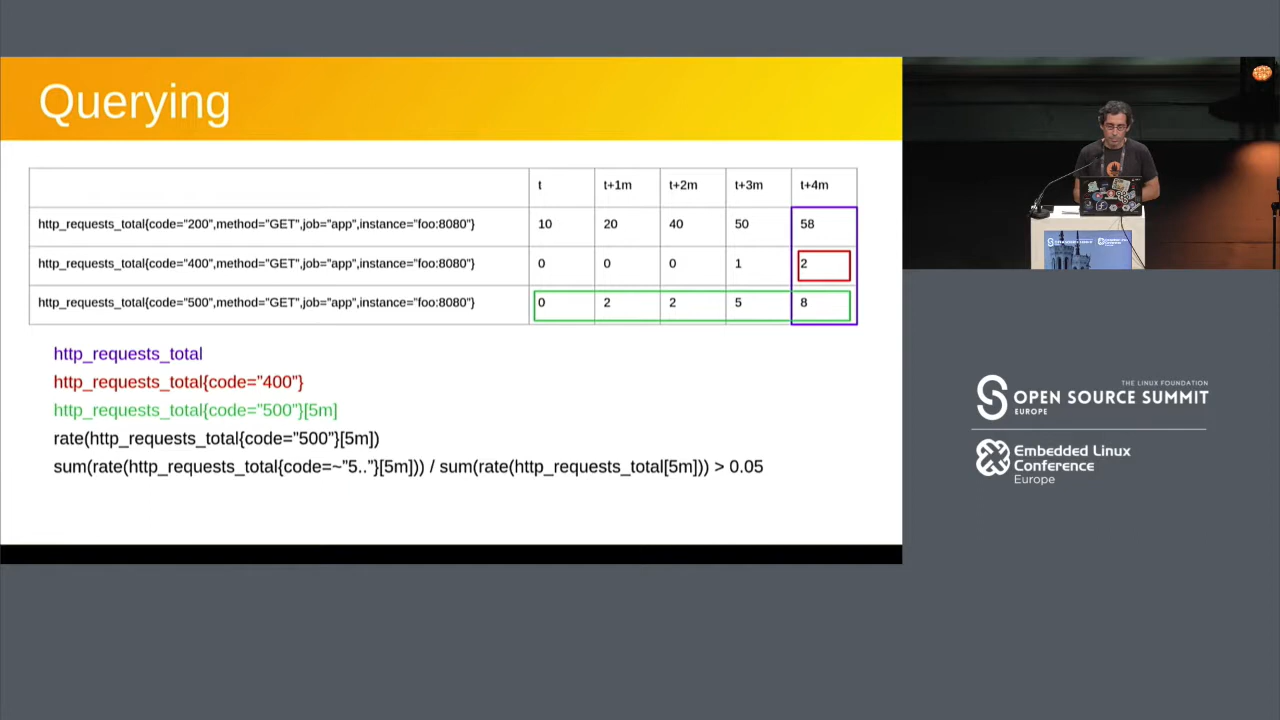 Querying
t t+1m t+2m t+3m t+4m
http_requests_total{code="200",method="GET",job="app",instance="foo:8080"} 10 20 40 50 58
http_requests_total{code="400",method="GET",job="app",instance="foo:8080"} 0 0 0 1 2
http_requests_total{code="500",method="GET",job="app",instance="foo:8080"} 0 2 2 5 8
http_requests_total
http_requests_total{code="400"}
http_requests_total{code="500"}[5m]
rate(http_requests_total{code="500"}[5m])
sum(rate(http_requests_total{code=~"5.."}[5m])) / sum(rate(http_requests_total[5m])) > 0.05
THE LINUX FOUNDATION
OPEN SOURCE SUMMIT
EUROPE
Embedded Linux
Conference
Europe